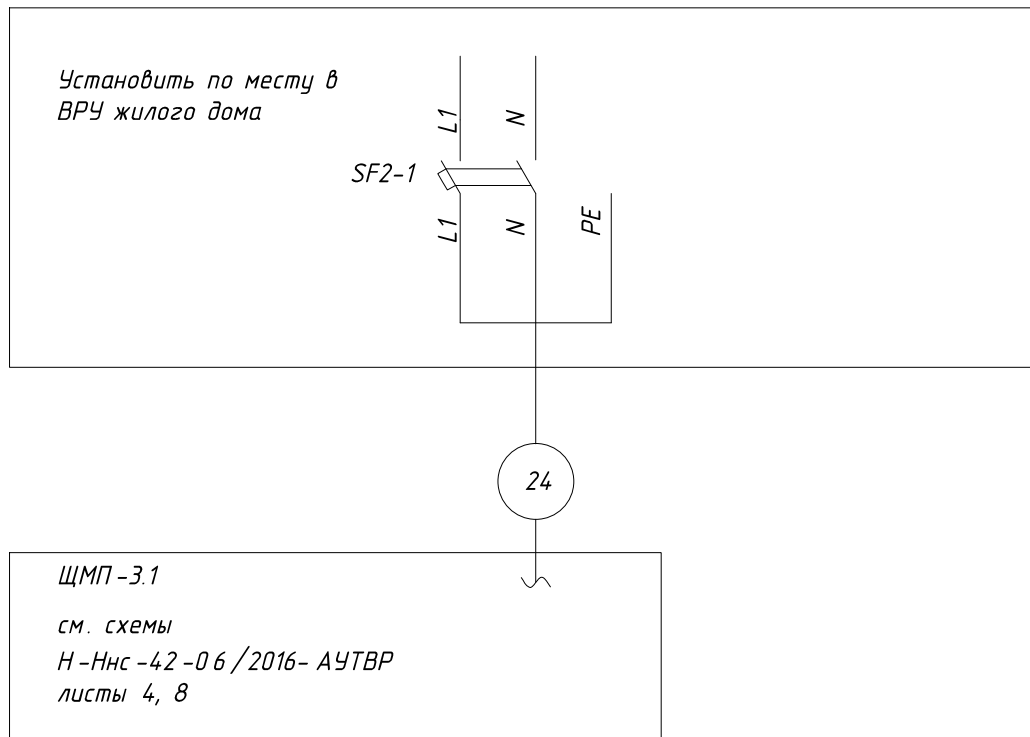 Установить по месту в
ВРУ жилого дома
L1
N
SF2-1
L1
N
PE
24
ЩМП-3.1
см. схемы
Н-Ннс-42-06/2016-АУТВР
листы 4, 8